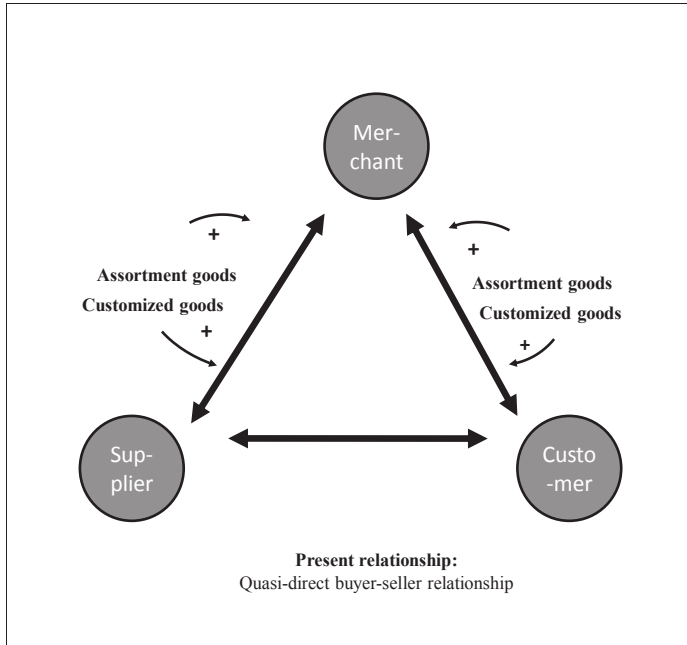 Mer-
chant
+
+
Assortment goods
Customized goods
+
Assortment goods
Customized goods
+
Sup-
plier
Custo
-mer
Present relationship:
Quasi-direct buyer-seller relationship